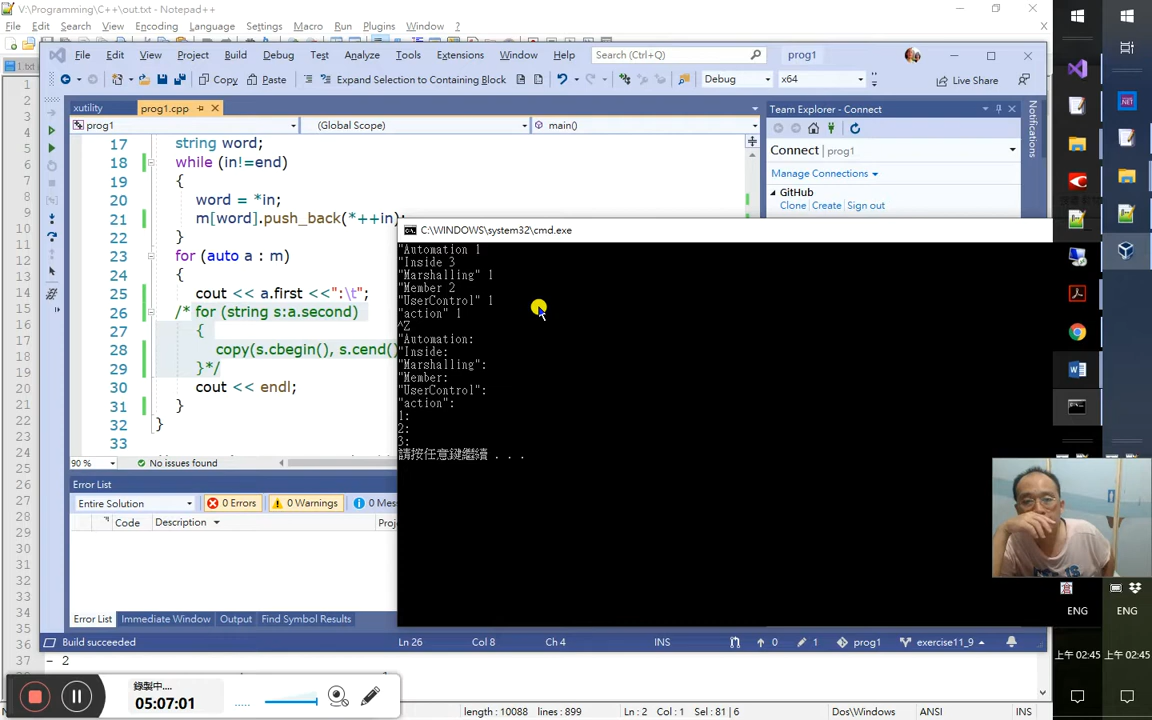 V:\Programming\C++\out.txt - Notepad++
File Edit Search View Encoding Language Settings Macro Run Plugins Window ?
1.txt
File Edit View Project Build Debug Test Analyze Tools Extensions Window Help Search (Ctrl+Q) prog1
Copy Paste Expand Selection to Containing Block Debug x64 Live Share
xutility prog1.cpp
prog1 (Global Scope) main()
17 string word;
18 while (in!=end)
19 {
20 word = *in;
21 m[word].push_back(*++in);
22 }
23 for (auto a : m)
24 {
25 cout << a.first <<":\t";
26 /* for (string s:a.second)
27 {
28 copy(s.cbegin(), s.cend()
29 }*/
30 cout << endl;
31 }
32 }
33
90 % No issues found
Error List
Entire Solution 0 Errors 0 Warnings 0 Mes
Code Description
Error List Immediate Window Output Find Symbol Results
Build succeeded Ln 26 Col 8 Ch 4 INS 0 1 prog1 exercise11_9
Team Explorer - Connect
Connect | prog1
Manage Connections
GitHub
Clone Create Sign out
Notifications
C:\WINDOWS\system32\cmd.exe
"Automation 1
"Inside 3
"Marshalling" 1
"Member 2
"UserControl" 1
"action" 1
^Z
"Automation:
"Inside:
"Marshalling":
"Member:
"UserControl":
"action":
1:
2:
3:
請按任意鍵繼續 . . .
- 2
錄製中....
05:07:01
length : 10088 lines : 899 Ln : 2 Col : 1 Sel : 81 | 6 Dos\Windows ANSI INS
ENG ENG
上午 02:45 上午 02:45